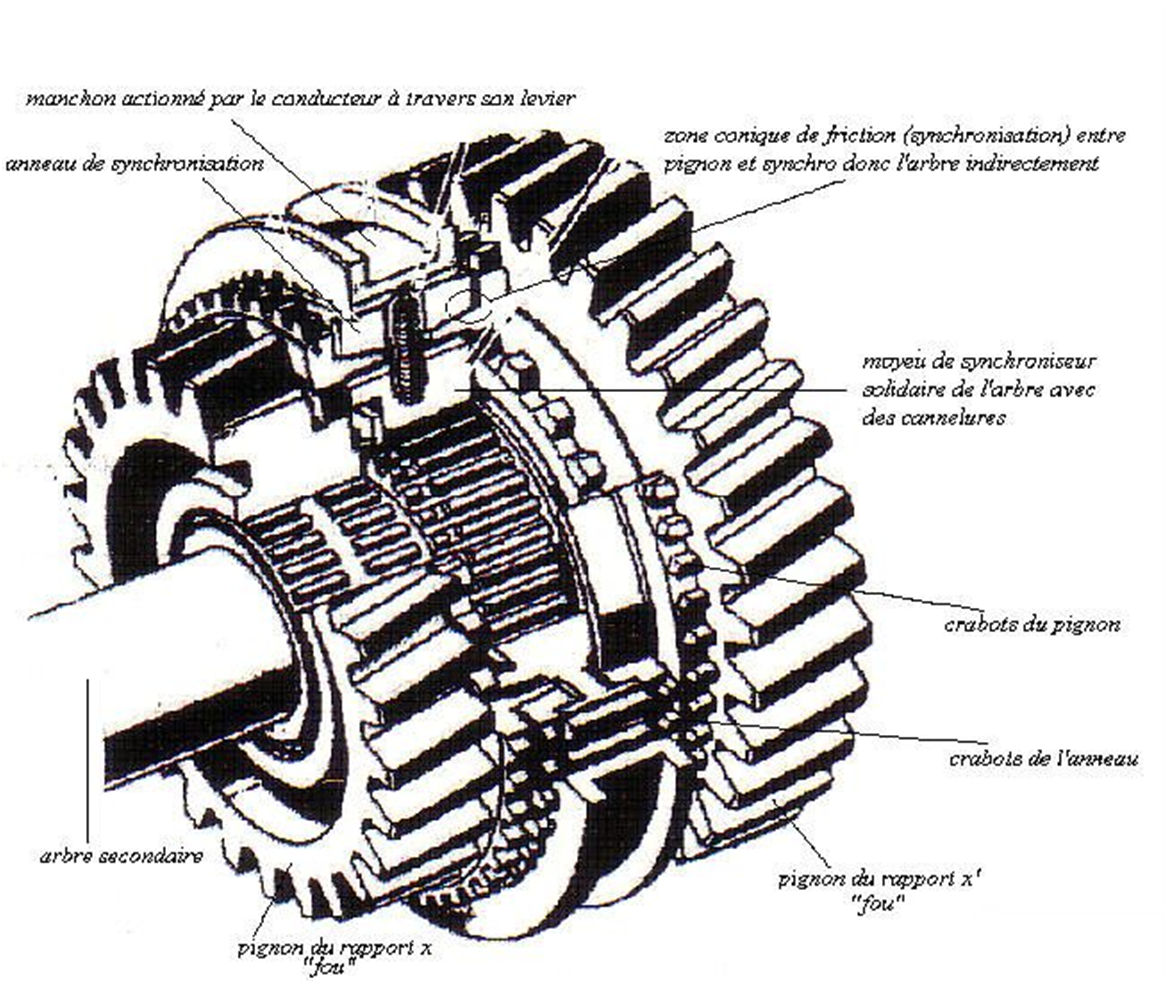 manchon actionné par le conducteur à travers son levier
anneau de synchronisation
zone conique de friction (synchronisation) entre
pignon et synchro donc l'arbre indirectement
moyeu de synchroniseur
solidaire de l'arbre avec
des cannelures
crabots du pignon
crabots de l'anneau
arbre secondaire
pignon du rapport x'
"fou"
pignon du rapport x
"fou"